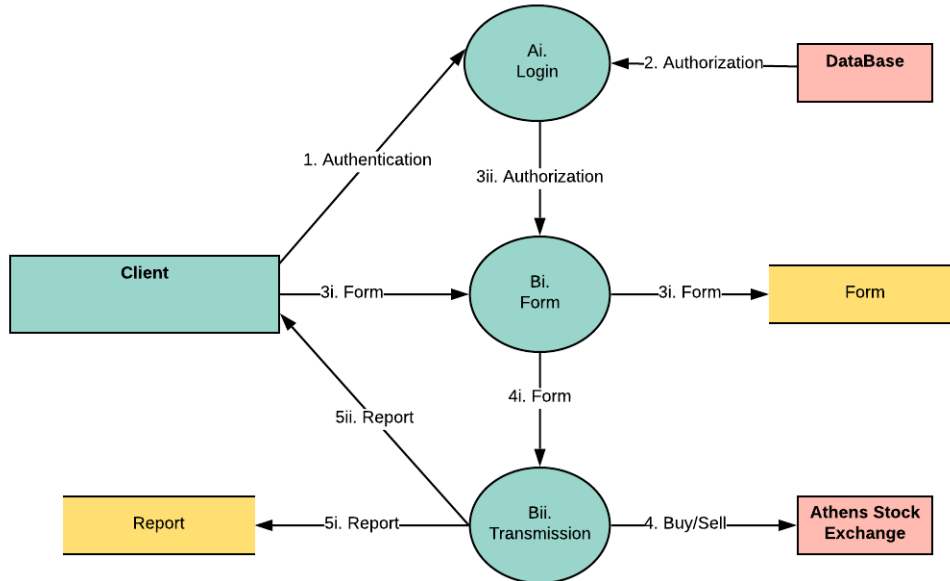 Ai.
Login
2. Authorization
DataBase
1. Authentication
3ii. Authorization
Client
3i. Form
Bi.
Form
3i. Form
Form
4i. Form
5ii. Report
Report
5i. Report
Bii.
Transmission
4. Buy/Sell
Athens Stock
Exchange